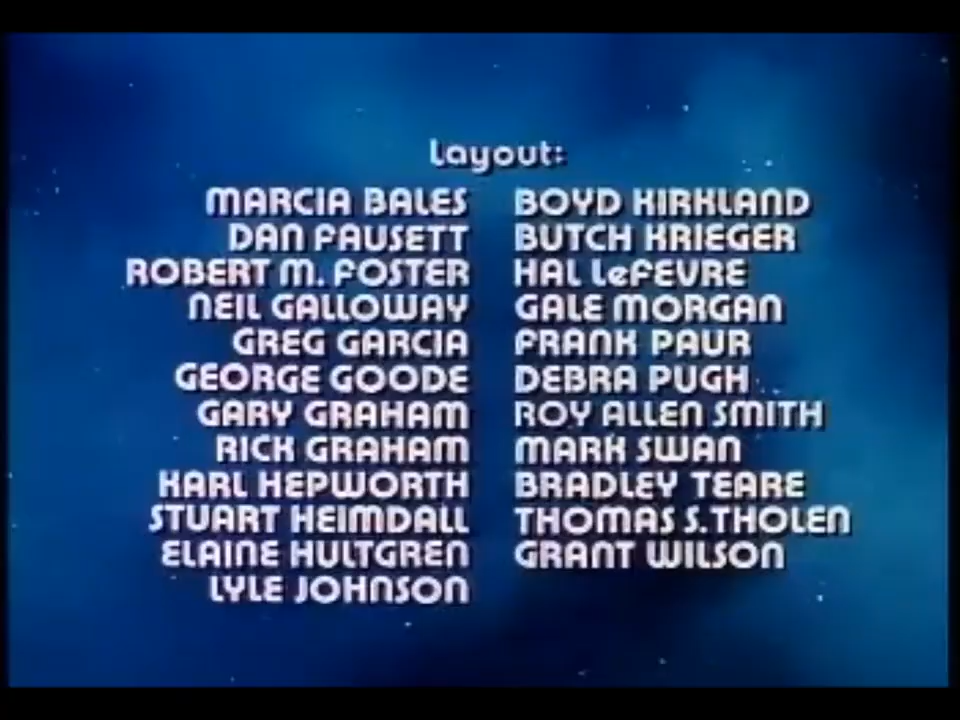 Layout:
MARCIA BALES
DAN FAUSETT
ROBERT M. FOSTER
NEIL GALLOWAY
GREG GARCIA
GEORGE GOODE
GARY GRAHAM
RICK GRAHAM
KARL HEPWORTH
STUART HEIMDALL
ELAINE HULTGREN
LYLE JOHNSON
BOYD KIRKLAND
BUTCH KRIEGER
HAL LeFEVRE
GALE MORGAN
FRANK PAUR
DEBRA PUGH
ROY ALLEN SMITH
MARK SWAN
BRADLEY TEARE
THOMAS S. THOLEN
GRANT WILSON